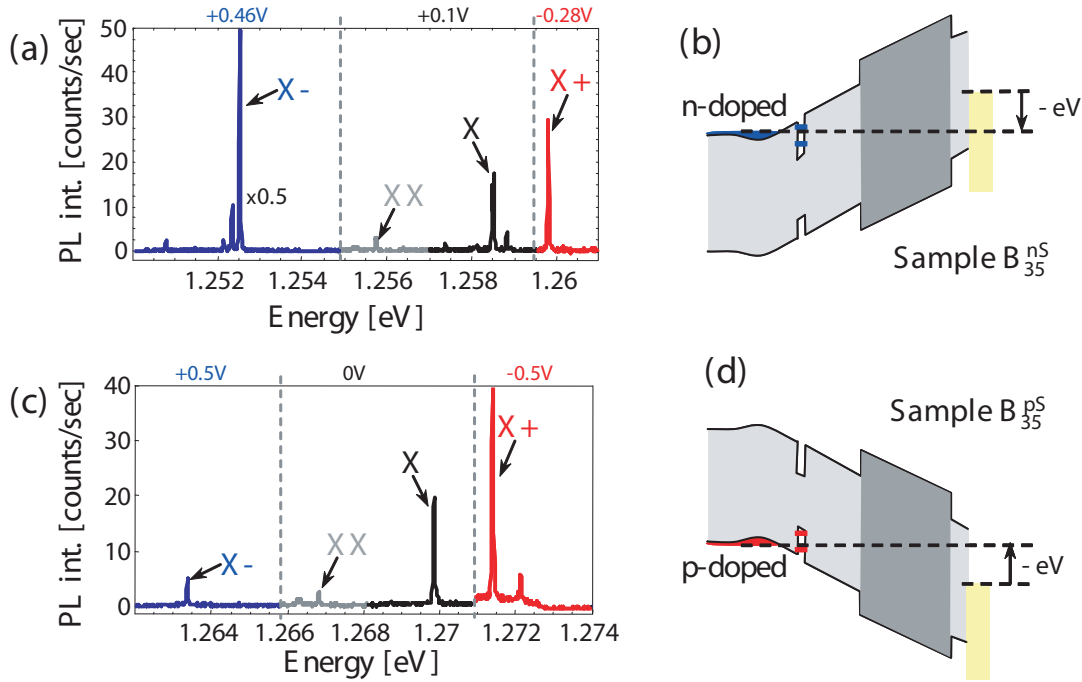 (a)
+0.46V +0.1V -0.28V
PL int. [counts/sec]
50
40
30
20
10
0
X-
x0.5
XX
X
X+
1.252 1.254 1.256 1.258 1.26
Energy [eV]
(b)
n-doped
- eV
Sample B nS 35
(c)
+0.5V 0V -0.5V
PL int. [counts/sec]
40
30
20
10
0
X-
XX
X
X+
1.264 1.266 1.268 1.27 1.272 1.274
Energy [eV]
(d)
Sample B pS 35
p-doped
- eV